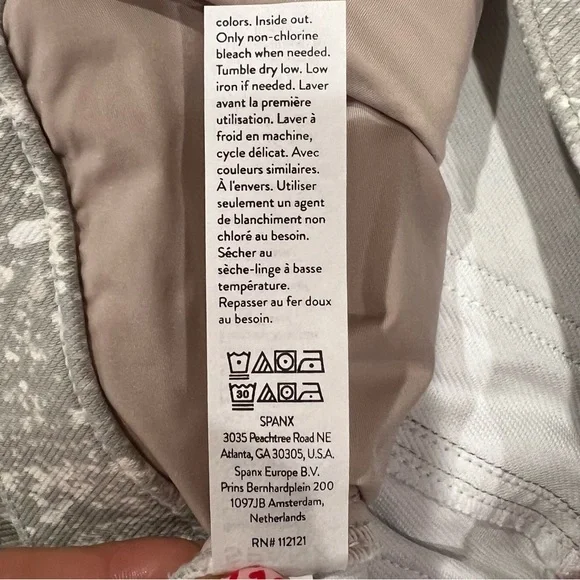 colors. Inside out.
Only non-chlorine
bleach when needed.
Tumble dry low. Low
iron if needed. Laver
avant la première
utilisation. Laver à
froid en machine,
cycle délicat. Avec
couleurs similaires.
À l'envers. Utiliser
seulement un agent
de blanchiment non
chloré au besoin.
Sécher au
sèche-linge à basse
température.
Repasser au fer doux
au besoin.
30
SPANX
3035 Peachtree Road NE
Atlanta, GA 30305, U.S.A.
Spanx Europe B.V.
Prins Bernhardplein 200
1097JB Amsterdam,
Netherlands
RN# 112121